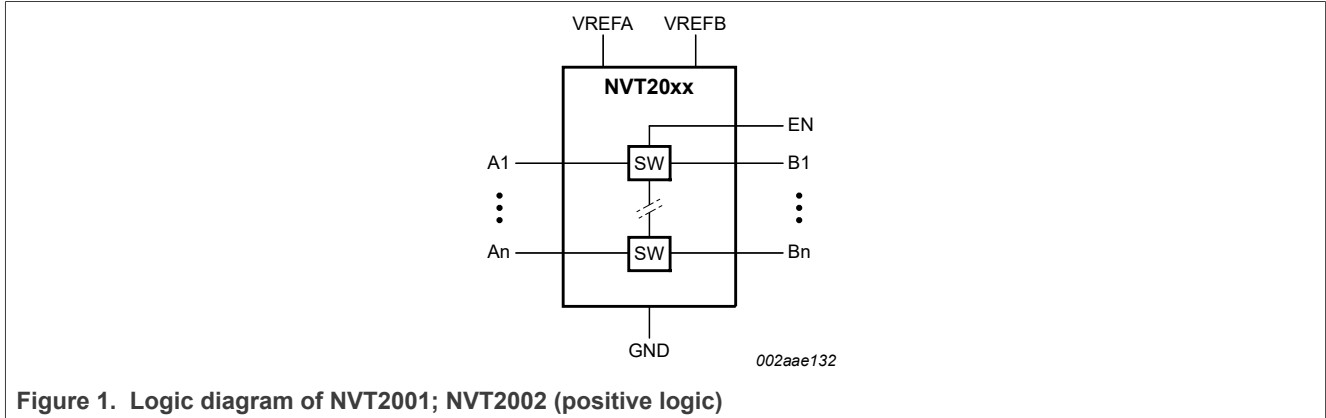 VREFA VREFB
NVT20xx
EN
A1 SW B1
An SW Bn
GND
002aae132
Figure 1. Logic diagram of NVT2001; NVT2002 (positive logic)